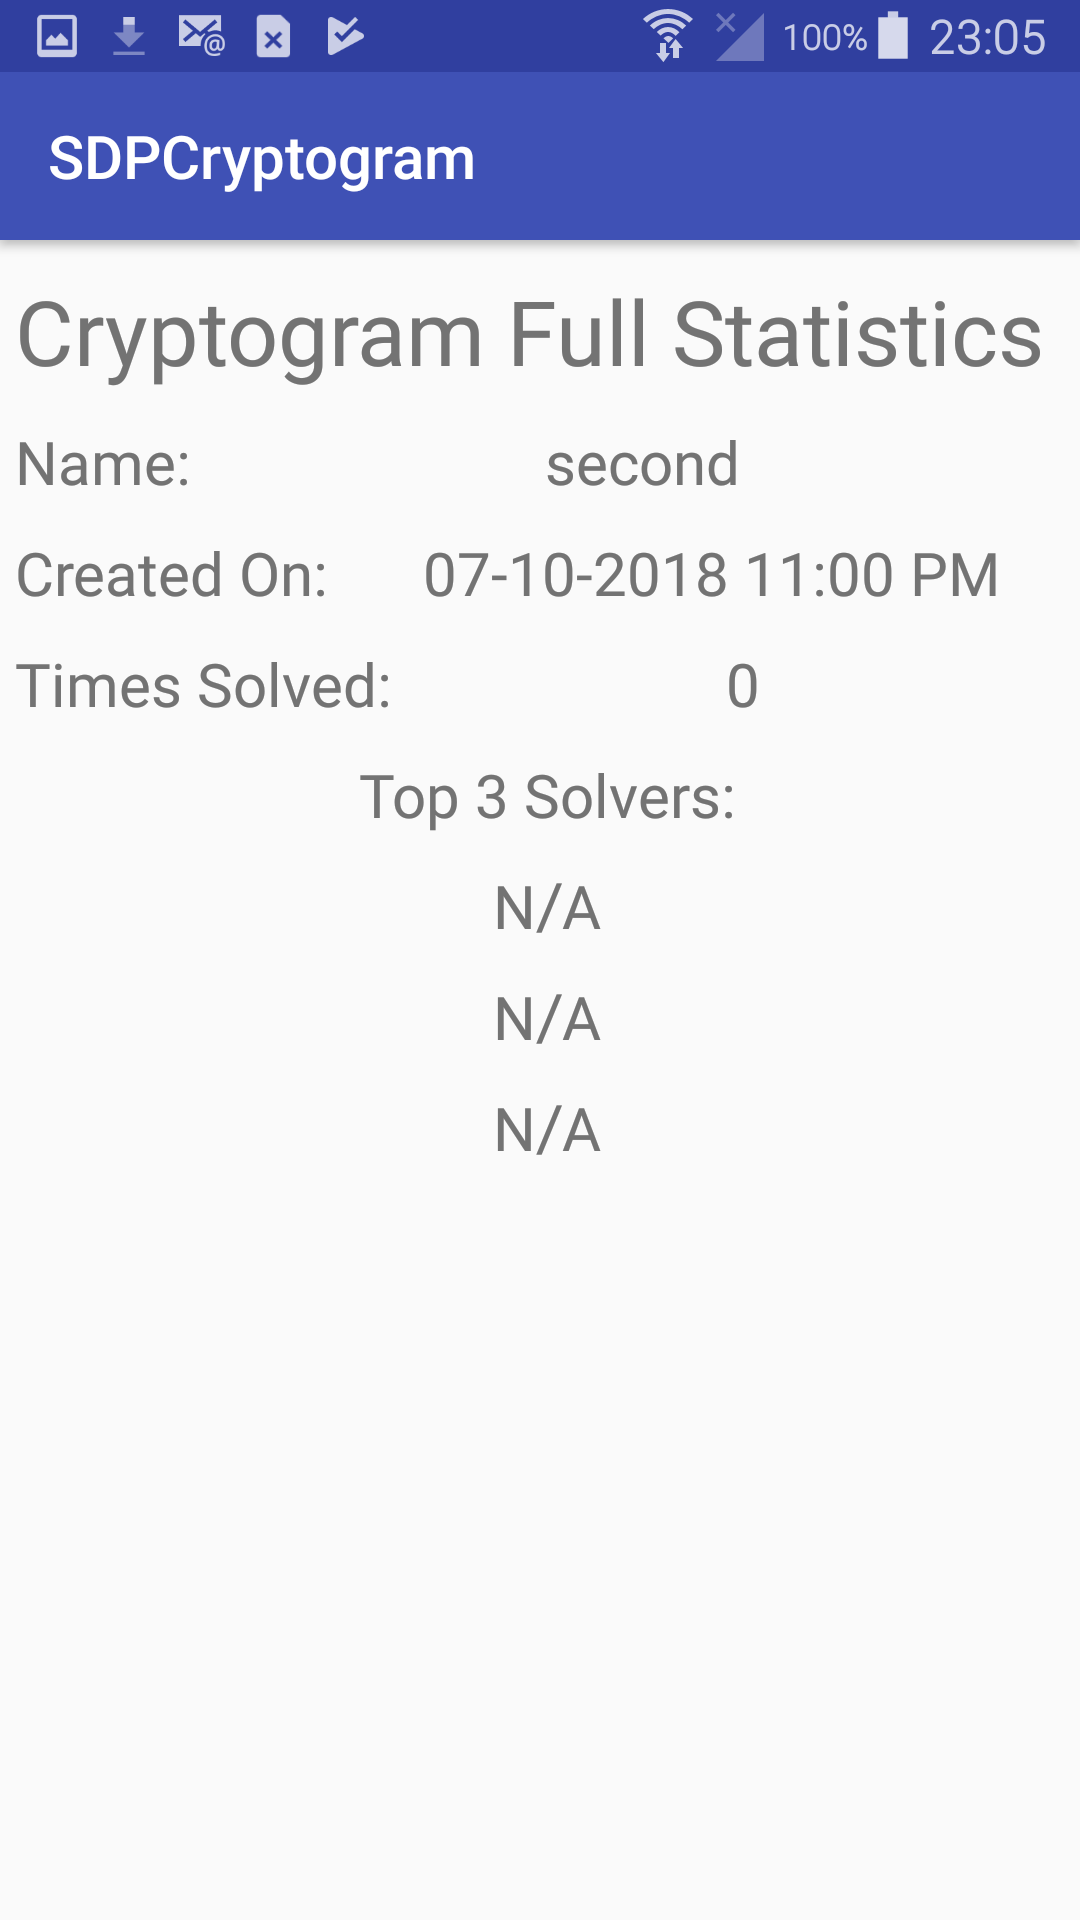 100% 23:05
SDPCryptogram
Cryptogram Full Statistics
Name: second
Created On: 07-10-2018 11:00 PM
Times Solved: 0
Top 3 Solvers:
N/A
N/A
N/A